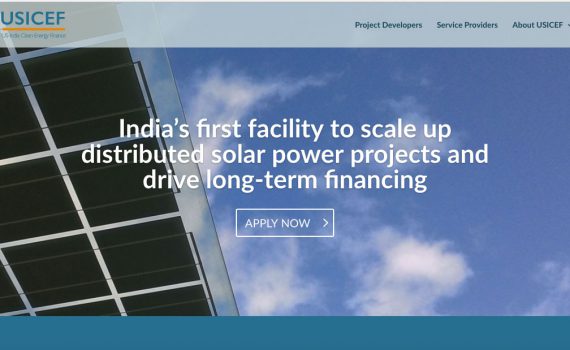 USICEF
US-India Clean Energy Finance
Project Developers
Service Providers
About USICEF
India's first facility to scale up
distributed solar power projects and
drive long-term financing
APPLY NOW